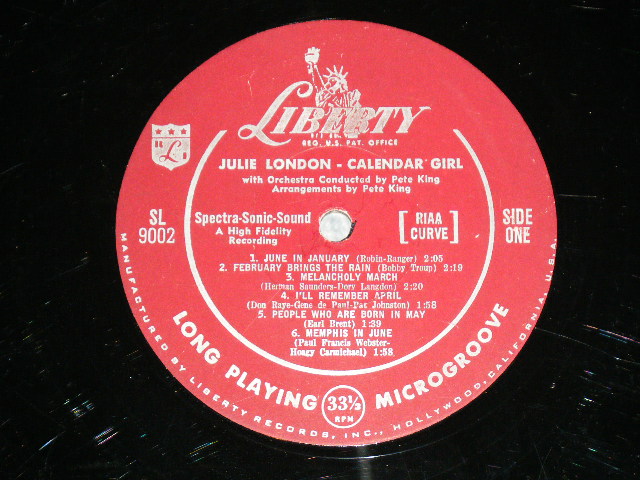 LIBERTY
REG. U.S. PAT. OFFICE
L
JULIE LONDON - CALENDAR GIRL
with Orchestra Conducted by Pete King
Arrangements by Pete King
SL
9002
Spectra-Sonic-Sound
A High Fidelity
Recording
[RIAA
CURVE]
SIDE
ONE
1. JUNE IN JANUARY (Robin-Ranger) 2:05
2. FEBRUARY BRINGS THE RAIN (Bobby Troup) 2:19
3. MELANCHOLY MARCH
(Herman Saunders-Dory Langdon) 2:20
4. I'LL REMEMBER APRIL
(Don Raye-Gene de Paul-Pat Johnston) 1:58
5. PEOPLE WHO ARE BORN IN MAY
(Earl Brent) 1:39
6. MEMPHIS IN JUNE
(Paul Francis Webster-
Hoagy Carmichael) 1:58
LONG PLAYING 33⅓ RPM MICROGROOVE
MANUFACTURED BY LIBERTY RECORDS, INC., HOLLYWOOD, CALIFORNIA, U.S.A.